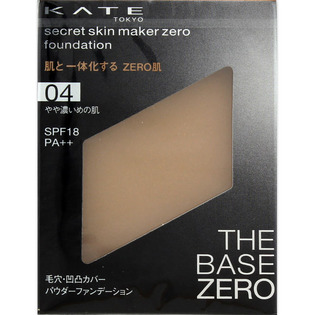 KATE
TOKYO
secret skin maker zero
foundation
肌と一体化する ZERO肌
04
やや濃いめの肌
SPF18
PA++
THE
BASE
ZERO
毛穴・凹凸カバー
パウダーファンデーション